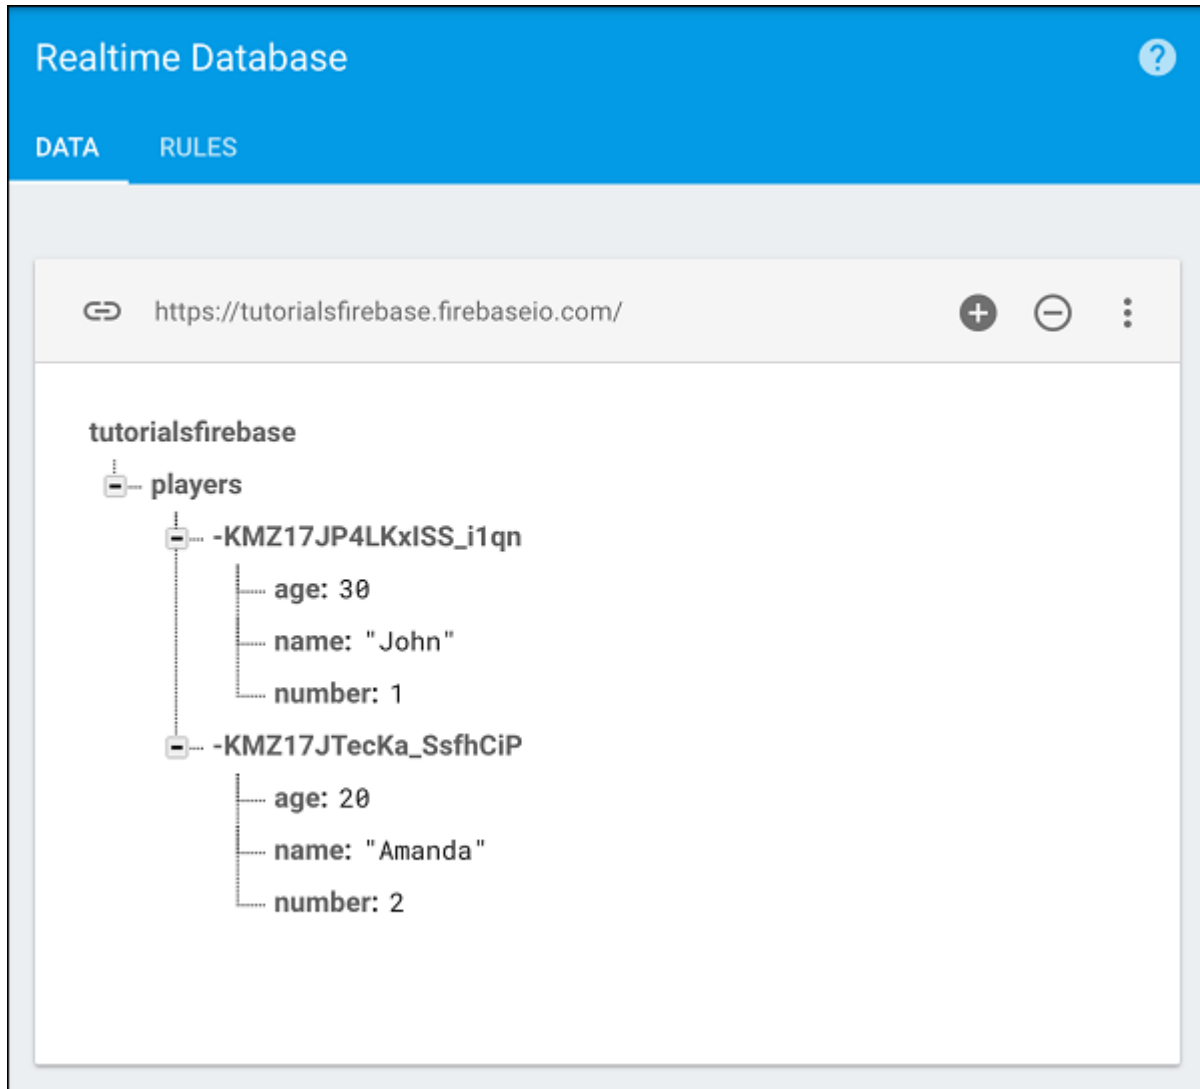 Realtime Database
?
DATA RULES
https://tutorialsfirebase.firebaseio.com/
tutorialsfirebase
players
-KMZ17JP4LKxISS_i1qn
age: 30
name: "John"
number: 1
-KMZ17JTecKa_SsfhCiP
age: 20
name: "Amanda"
number: 2